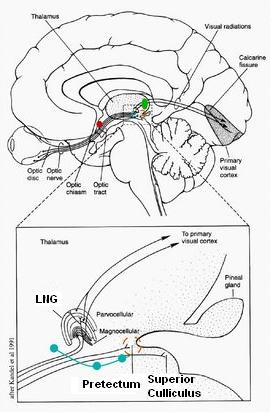 Thalamus
Visual radiations
Calcarine
fissure
Optic
disc
Optic
nerve
Optic
chiasm
Optic
tract
Primary
visual
cortex
Thalamus
To primary
visual cortex
LNG
Parvocellular
Magnocellular
Pineal
gland
Pretectum
Superior
Culliculus
after Kandel et al 1991